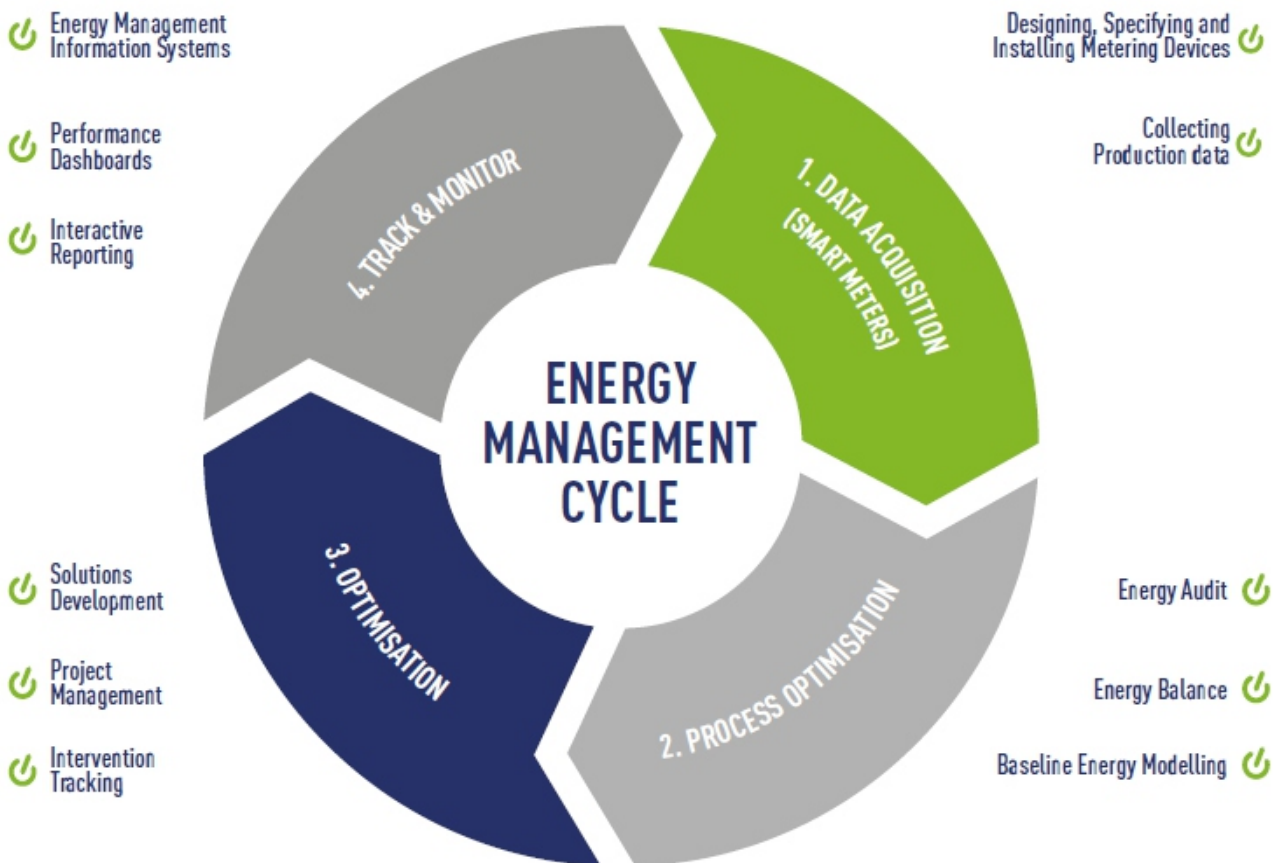 Energy Management
Information Systems
Performance
Dashboards
Interactive
Reporting
Designing, Specifying and
Installing Metering Devices
Collecting
Production data
4. TRACK & MONITOR
1. DATA ACQUISITION
(SMART METERS)
ENERGY
MANAGEMENT
CYCLE
3. OPTIMISATION
2. PROCESS OPTIMISATION
Solutions
Development
Project
Management
Intervention
Tracking
Energy Audit
Energy Balance
Baseline Energy Modelling